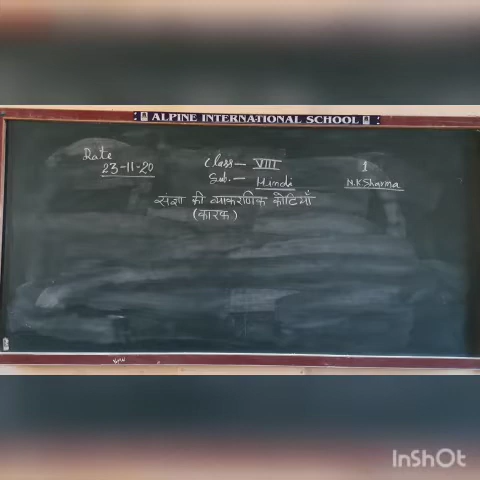 ALPINE INTERNATIONAL SCHOOL
Date
23-11-20
Class- VIII
Sub.- Hindi
1
N.K Sharma
संज्ञा की व्याकरणिक कोटियाँ
(कारक)
InShOt